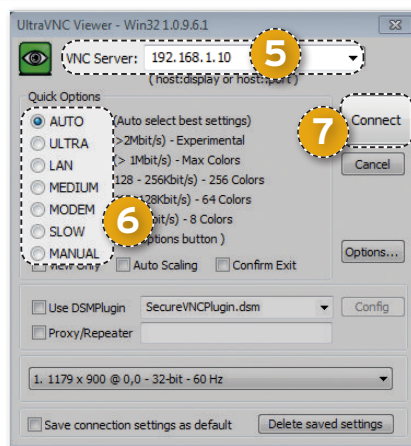 UltraVNC Viewer - Win32 1.0.9.6.1
VNC Server: 192.168.1.10
5
( host:display or host::port )
Quick Options
AUTO (Auto select best settings)
ULTRA >2Mbit/s) - Experimental
LAN (> 1Mbit/s) - Max Colors
MEDIUM 128 - 256Kbit/s) - 256 Colors
MODEM 128Kbit/s) - 64 Colors
SLOW bit/s) - 8 Colors
MANUAL options button )
6
7
Connect
Cancel
View Only Auto Scaling Confirm Exit
Options...
Use DSMPlugin SecureVNCPlugin.dsm Config
Proxy/Repeater
1. 1179 x 900 @ 0,0 - 32-bit - 60 Hz
Save connection settings as default Delete saved settings